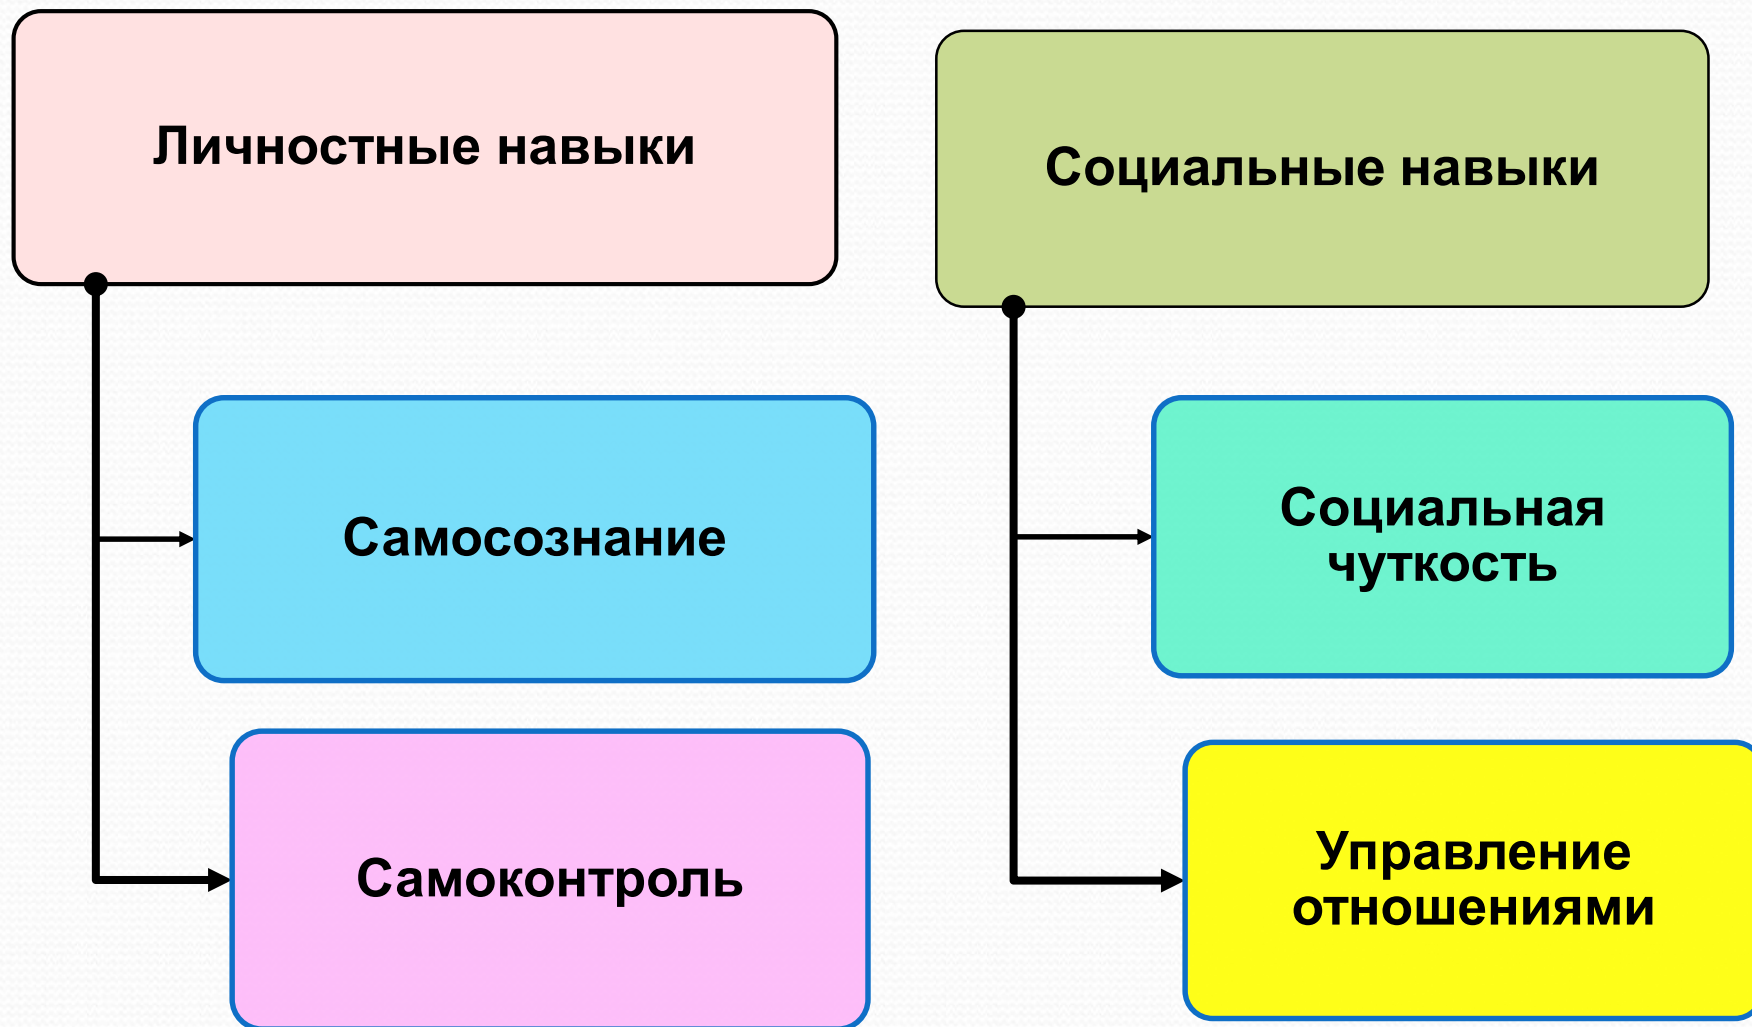 Личностные навыки
Социальные навыки
Самосознание
Социальная
чуткость
Самоконтроль
Управление
отношениями